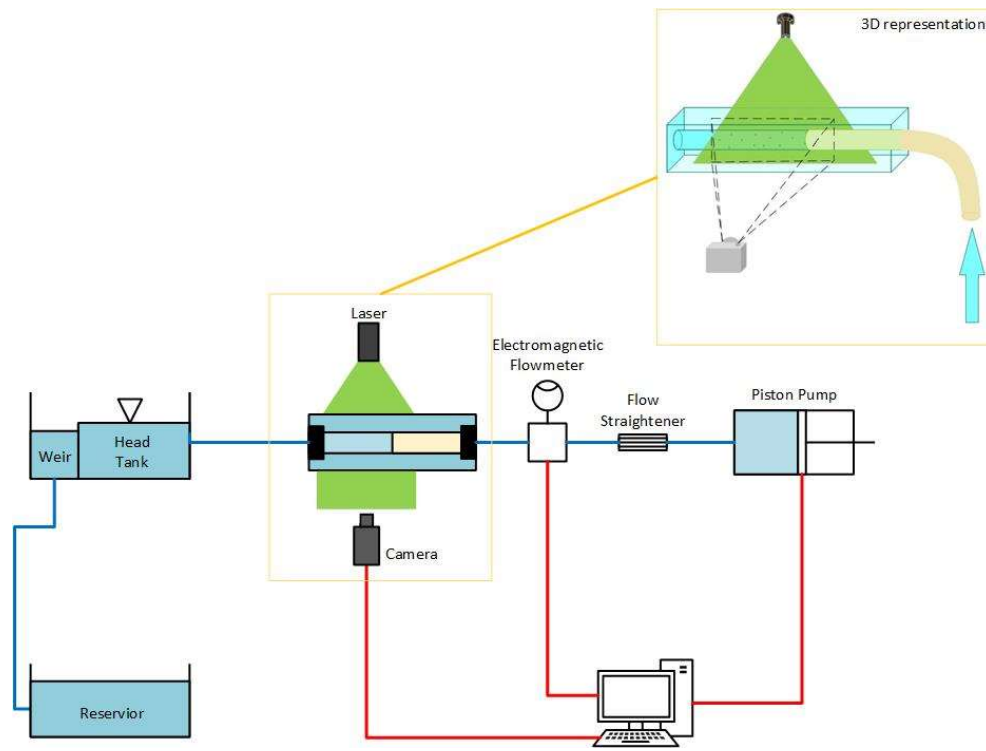 3D representation
Laser
Electromagnetic
Flowmeter
Flow
Straightener
Piston Pump
Weir
Head
Tank
Camera
Reservior